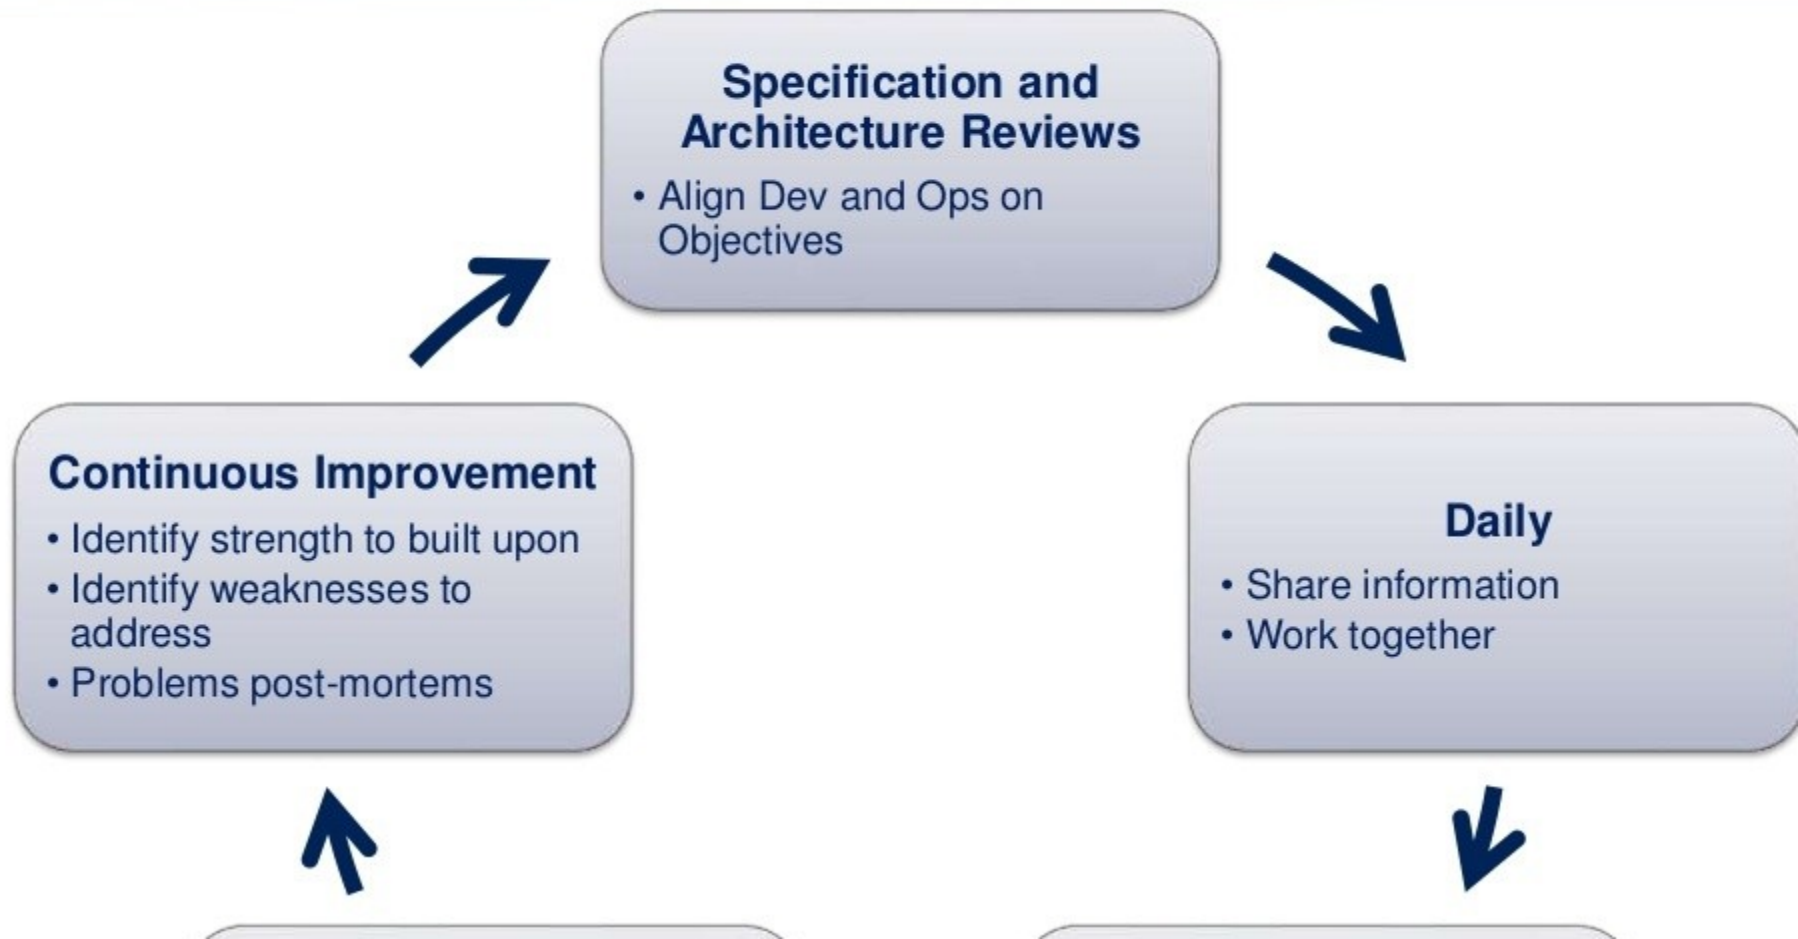 Specification and
Architecture Reviews
• Align Dev and Ops on
Objectives
Continuous Improvement
• Identify strength to built upon
• Identify weaknesses to
address
• Problems post-mortems
Daily
• Share information
• Work together